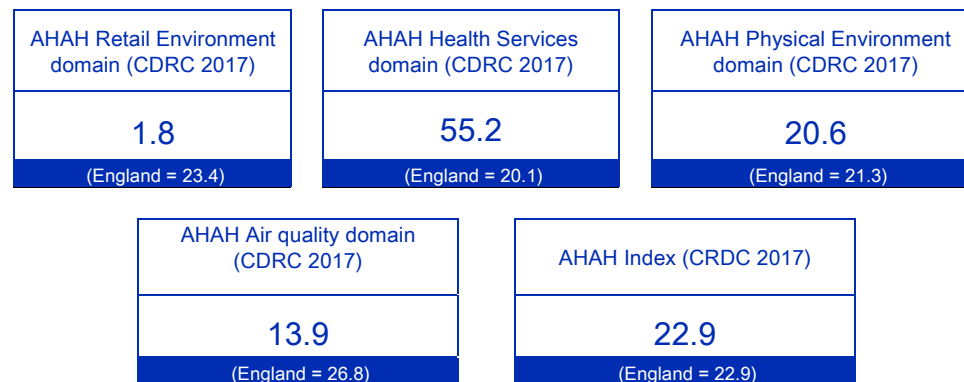 AHAH Retail Environment
domain (CDRC 2017)
1.8
(England = 23.4)
AHAH Health Services
domain (CDRC 2017)
55.2
(England = 20.1)
AHAH Physical Environment
domain (CDRC 2017)
20.6
(England = 21.3)
AHAH Air quality domain
(CDRC 2017)
13.9
(England = 26.8)
AHAH Index (CRDC 2017)
22.9
(England = 22.9)